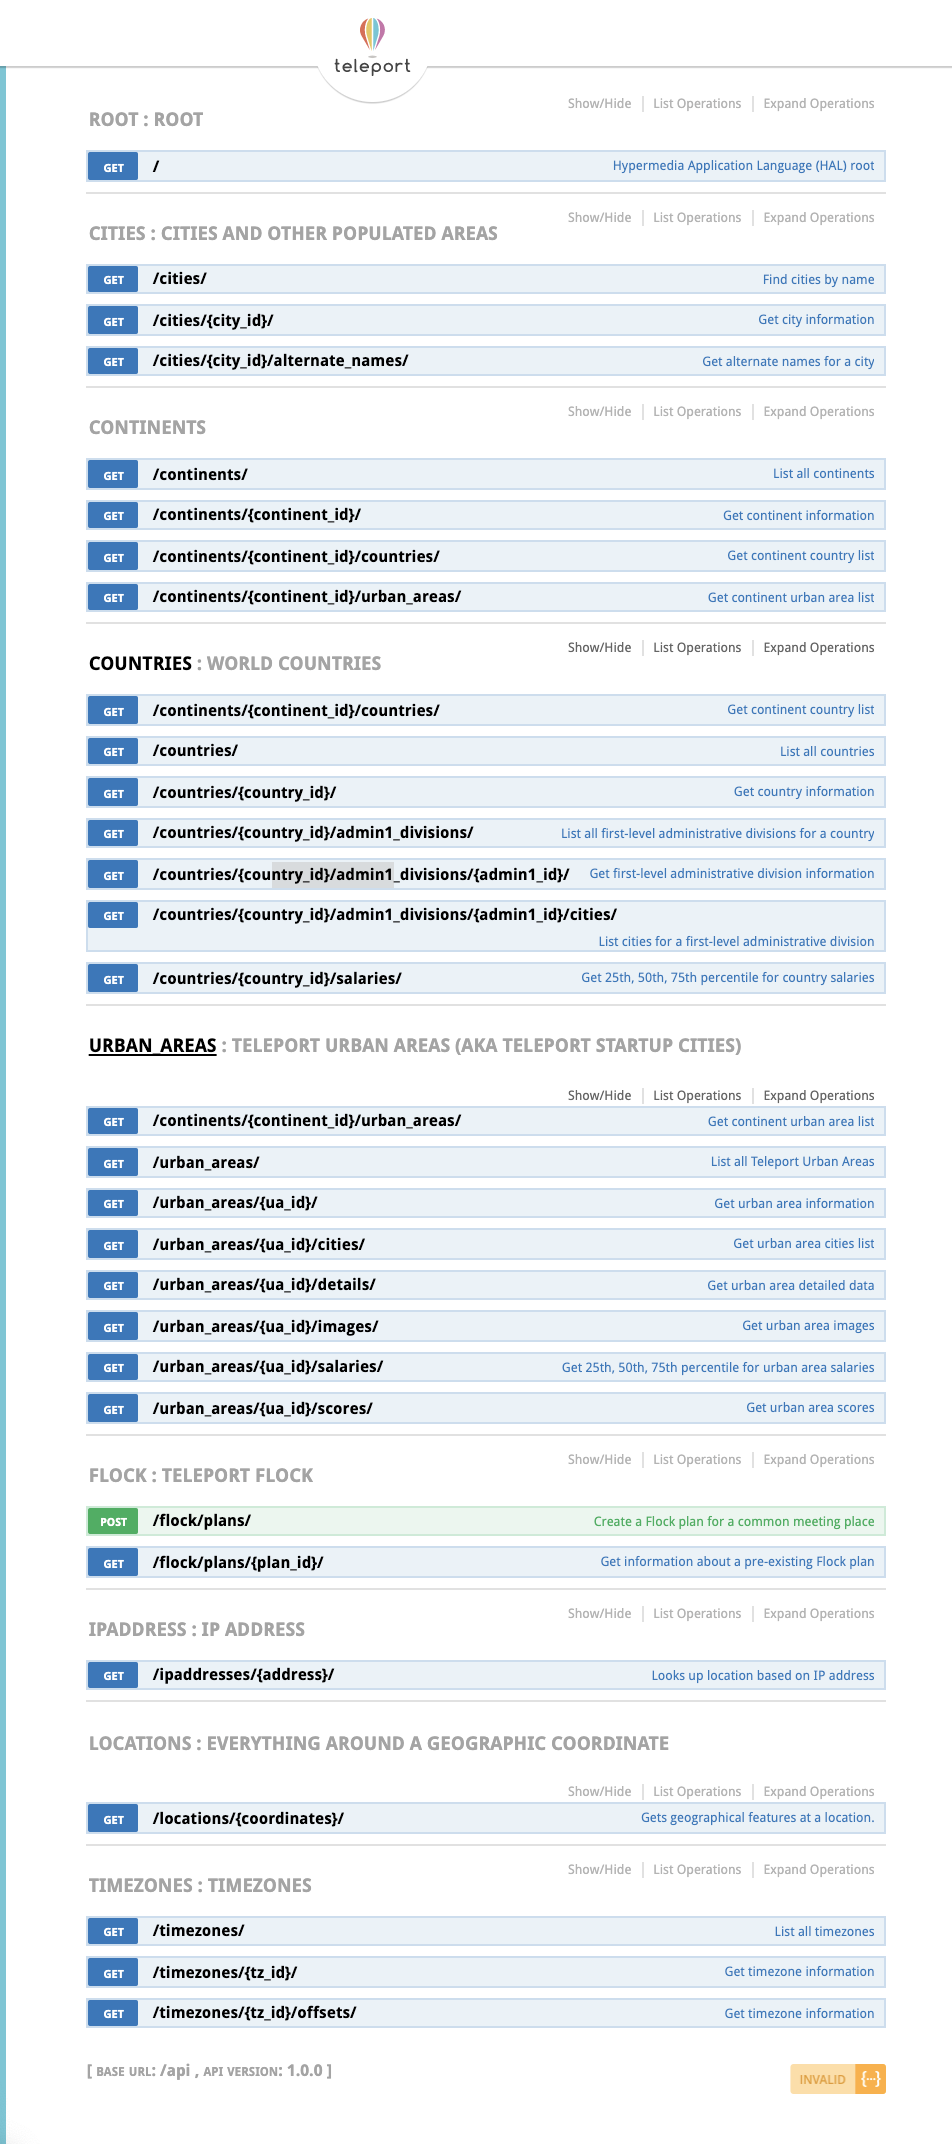 teleport
Show/Hide | List Operations | Expand Operations
ROOT : ROOT
GET / Hypermedia Application Language (HAL) root
Show/Hide | List Operations | Expand Operations
CITIES : CITIES AND OTHER POPULATED AREAS
GET /cities/ Find cities by name
GET /cities/{city_id}/ Get city information
GET /cities/{city_id}/alternate_names/ Get alternate names for a city
Show/Hide | List Operations | Expand Operations
CONTINENTS
GET /continents/ List all continents
GET /continents/{continent_id}/ Get continent information
GET /continents/{continent_id}/countries/ Get continent country list
GET /continents/{continent_id}/urban_areas/ Get continent urban area list
Show/Hide | List Operations | Expand Operations
COUNTRIES : WORLD COUNTRIES
GET /continents/{continent_id}/countries/ Get continent country list
GET /countries/ List all countries
GET /countries/{country_id}/ Get country information
GET /countries/{country_id}/admin1_divisions/ List all first-level administrative divisions for a country
GET /countries/{country_id}/admin1_divisions/{admin1_id}/ Get first-level administrative division information
GET /countries/{country_id}/admin1_divisions/{admin1_id}/cities/
List cities for a first-level administrative division
GET /countries/{country_id}/salaries/ Get 25th, 50th, 75th percentile for country salaries
URBAN_AREAS : TELEPORT URBAN AREAS (AKA TELEPORT STARTUP CITIES)
Show/Hide | List Operations | Expand Operations
GET /continents/{continent_id}/urban_areas/ Get continent urban area list
GET /urban_areas/ List all Teleport Urban Areas
GET /urban_areas/{ua_id}/ Get urban area information
GET /urban_areas/{ua_id}/cities/ Get urban area cities list
GET /urban_areas/{ua_id}/details/ Get urban area detailed data
GET /urban_areas/{ua_id}/images/ Get urban area images
GET /urban_areas/{ua_id}/salaries/ Get 25th, 50th, 75th percentile for urban area salaries
GET /urban_areas/{ua_id}/scores/ Get urban area scores
Show/Hide | List Operations | Expand Operations
FLOCK : TELEPORT FLOCK
POST /flock/plans/ Create a Flock plan for a common meeting place
GET /flock/plans/{plan_id}/ Get information about a pre-existing Flock plan
Show/Hide | List Operations | Expand Operations
IPADDRESS : IP ADDRESS
GET /ipaddresses/{address}/ Looks up location based on IP address
LOCATIONS : EVERYTHING AROUND A GEOGRAPHIC COORDINATE
Show/Hide | List Operations | Expand Operations
GET /locations/{coordinates}/ Gets geographical features at a location.
Show/Hide | List Operations | Expand Operations
TIMEZONES : TIMEZONES
GET /timezones/ List all timezones
GET /timezones/{tz_id}/ Get timezone information
GET /timezones/{tz_id}/offsets/ Get timezone information
[ BASE URL: /api , API VERSION: 1.0.0 ]
INVALID {···}